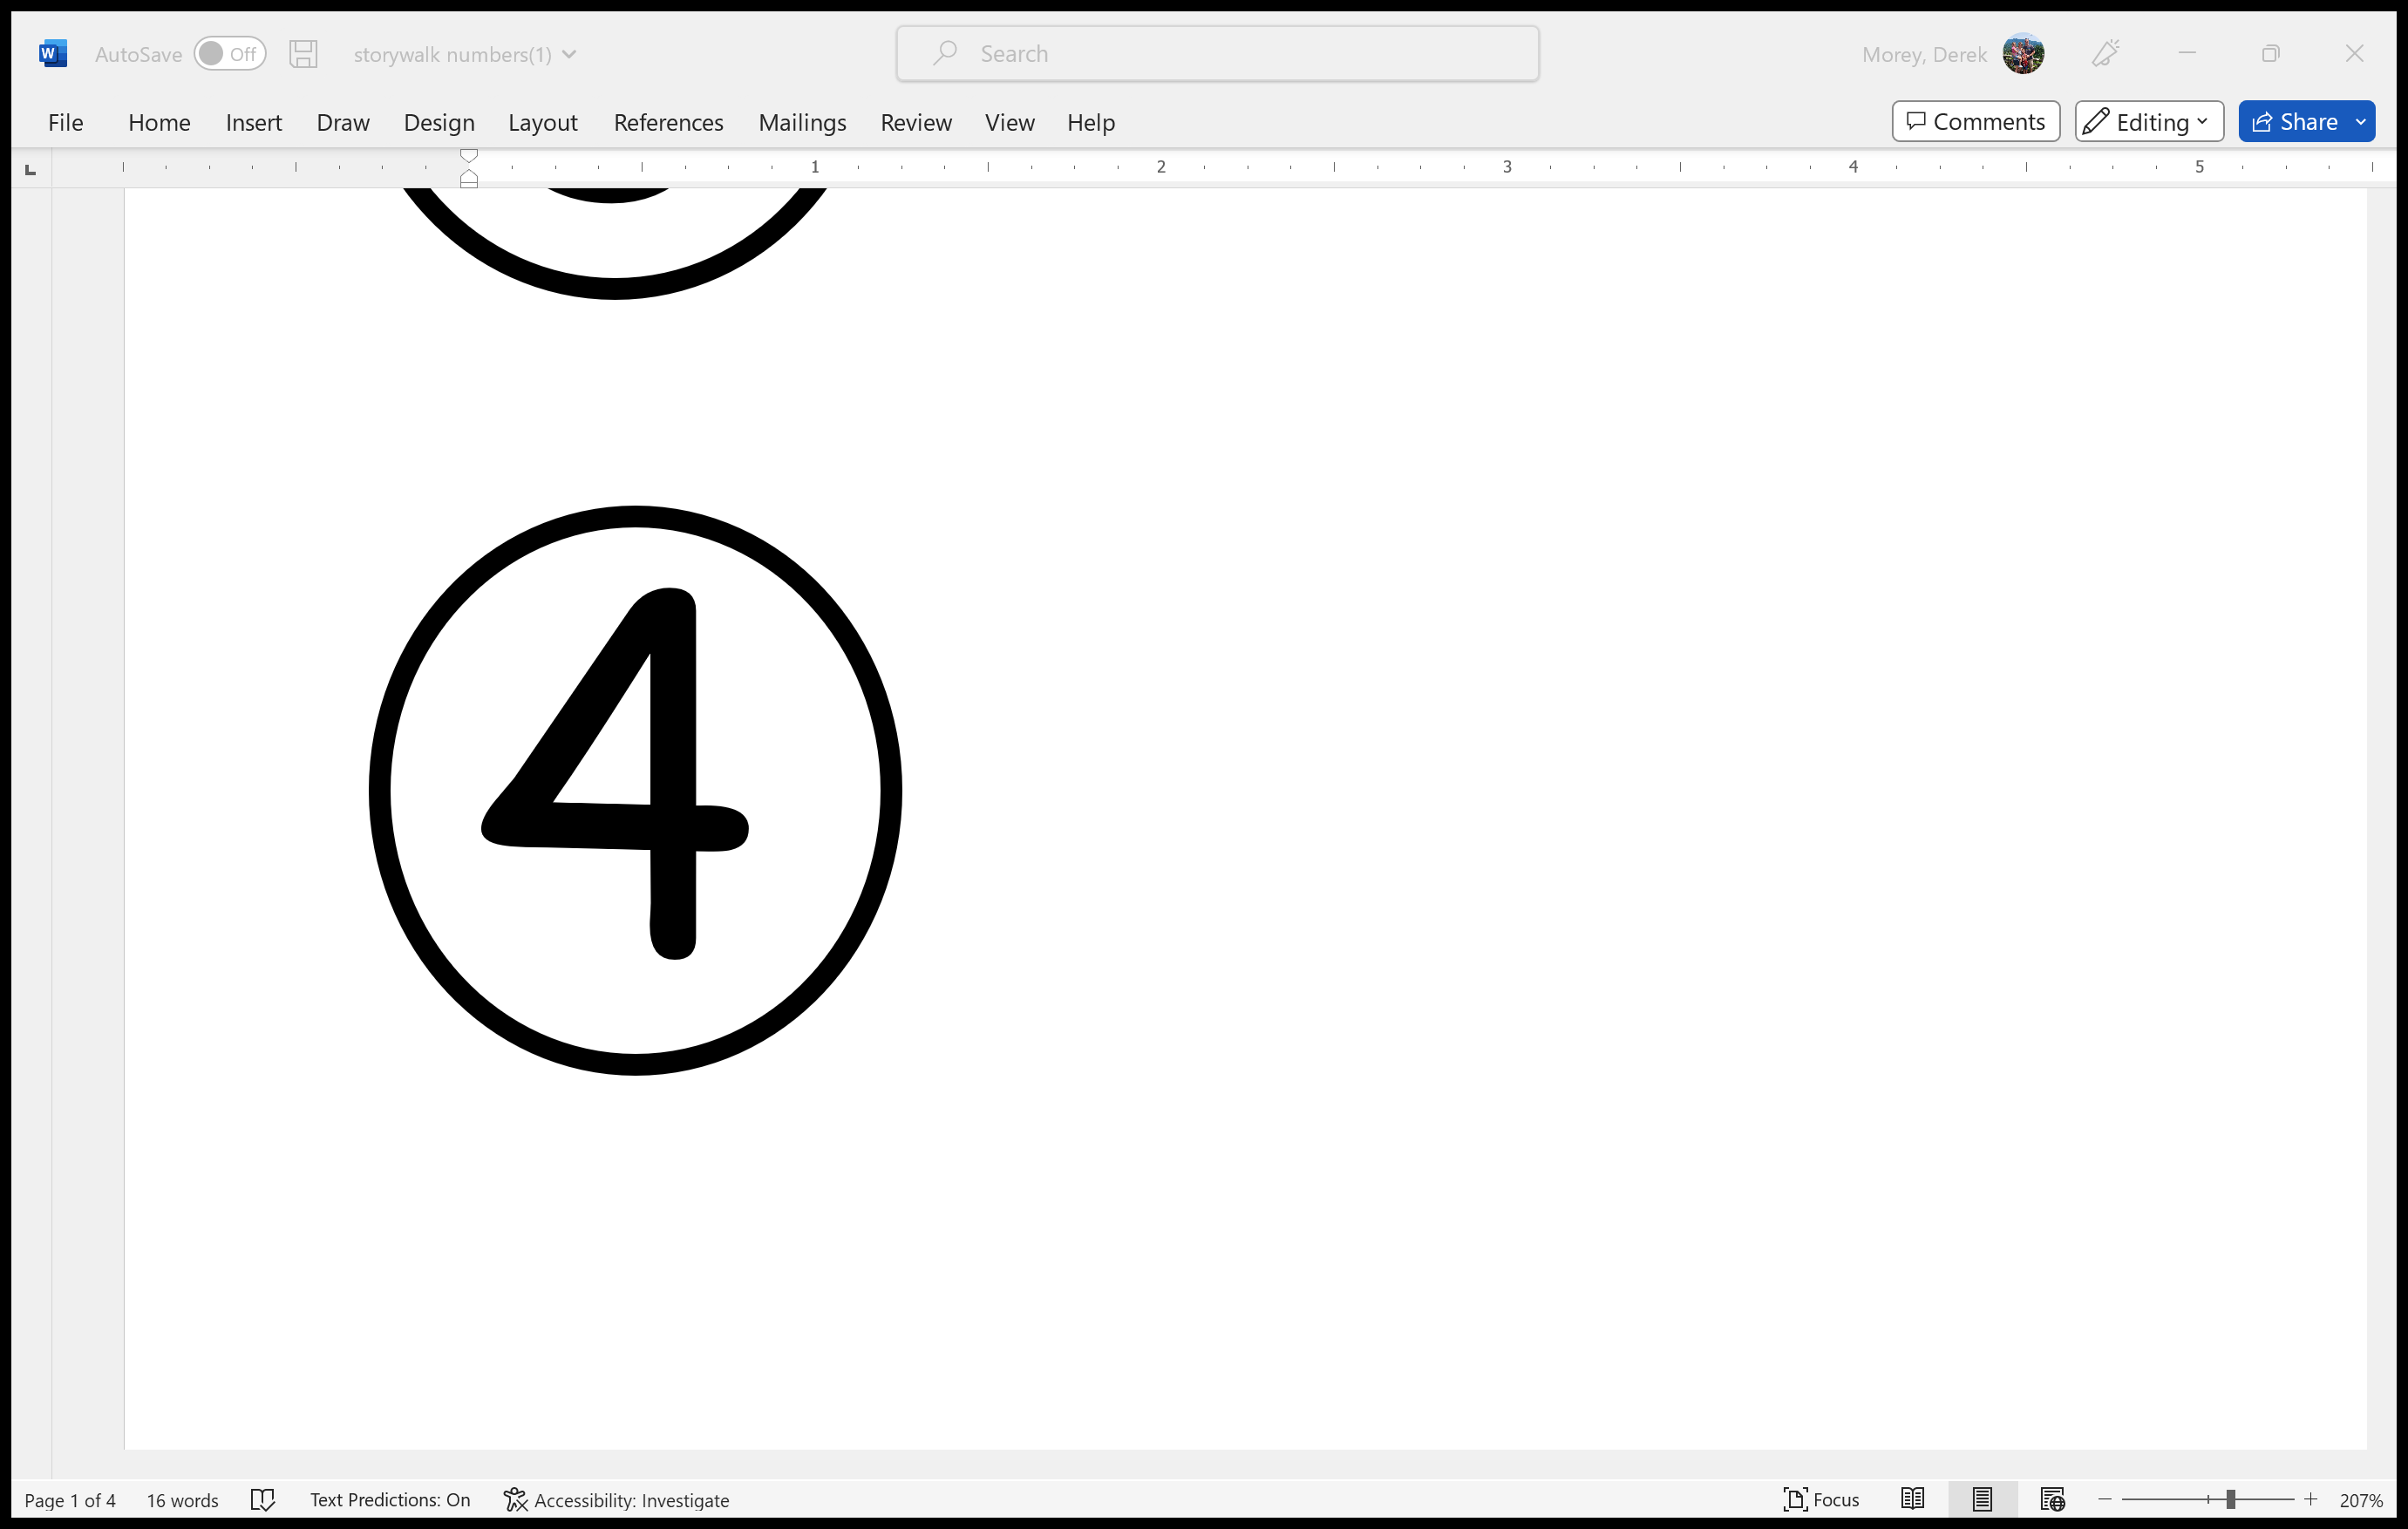 W AutoSave Off storywalk numbers(1) Search Morey, Derek
File Home Insert Draw Design Layout References Mailings Review View Help Comments Editing Share
1 2 3 4 5
4
Page 1 of 4 16 words Text Predictions: On Accessibility: Investigate Focus 207%